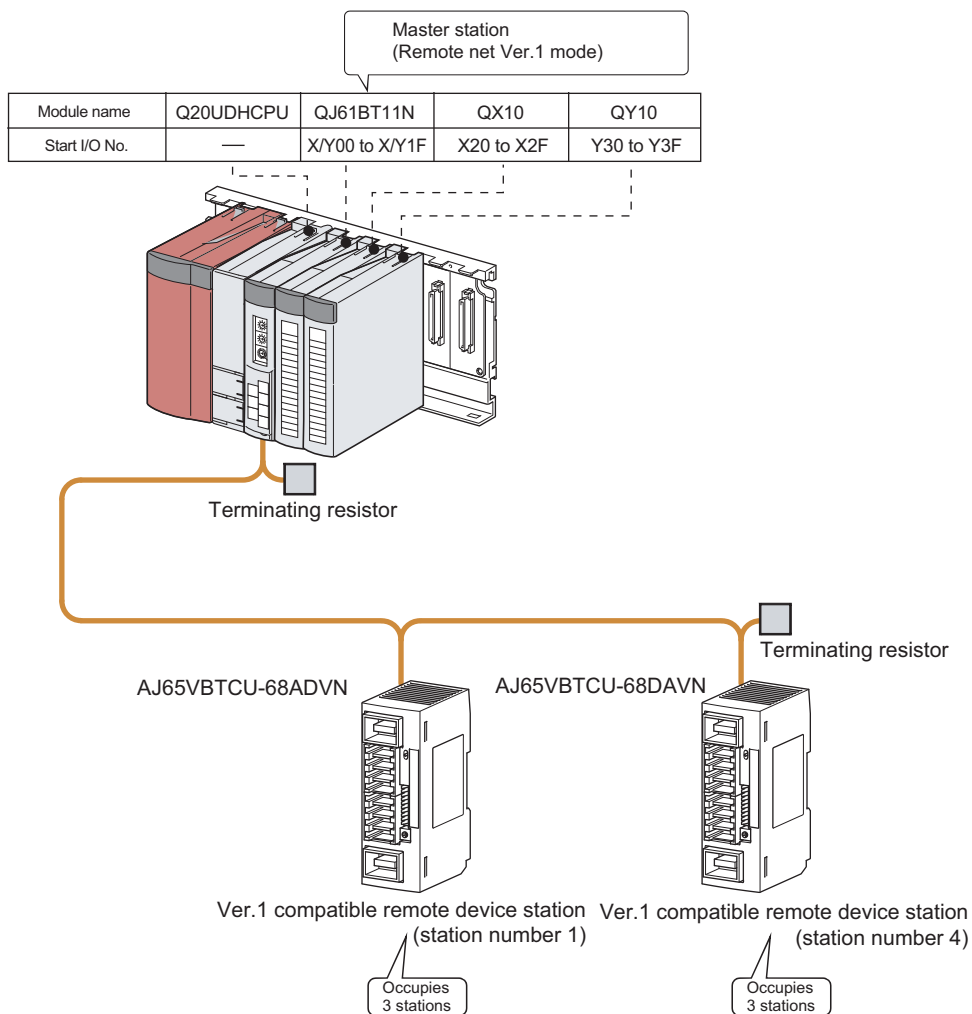 Master station
(Remote net Ver.1 mode)
Module name Q20UDHCPU QJ61BT11N QX10 QY10
Start I/O No. — X/Y00 to X/Y1F X20 to X2F Y30 to Y3F
Terminating resistor
Terminating resistor
AJ65VBTCU-68ADVN
AJ65VBTCU-68DAVN
Ver.1 compatible remote device station
(station number 1)
Occupies
3 stations
Ver.1 compatible remote device station
(station number 4)
Occupies
3 stations